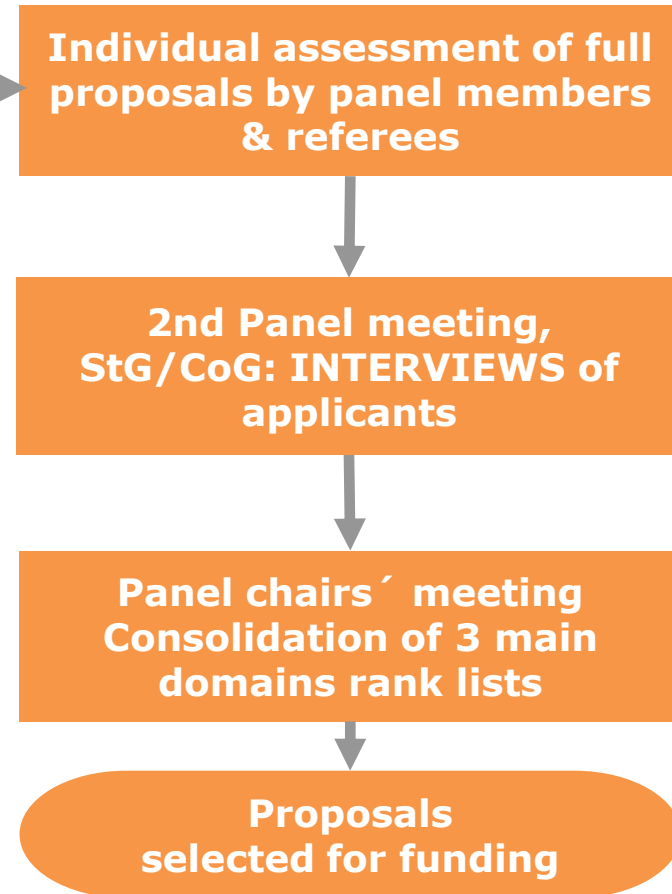 Individual assessment of full
proposals by panel members
& referees
2nd Panel meeting,
StG/CoG: INTERVIEWS of
applicants
Panel chairs´ meeting
Consolidation of 3 main
domains rank lists
Proposals
selected for funding